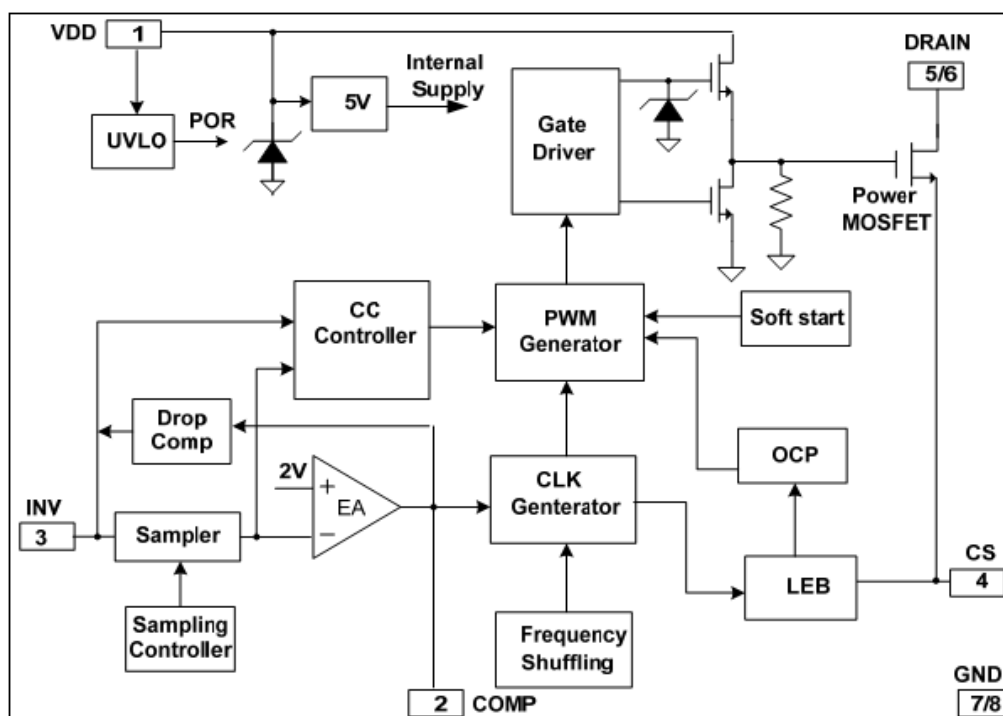 VDD
1
DRAIN
5/6
Internal
Supply
5V
POR
UVLO
Gate
Driver
Power
MOSFET
CC
Controller
PWM
Generator
Soft start
Drop
Comp
OCP
2V
+
EA
−
CLK
Genterator
INV
3
Sampler
CS
4
LEB
Sampling
Controller
Frequency
Shuffling
GND
7/8
2
COMP